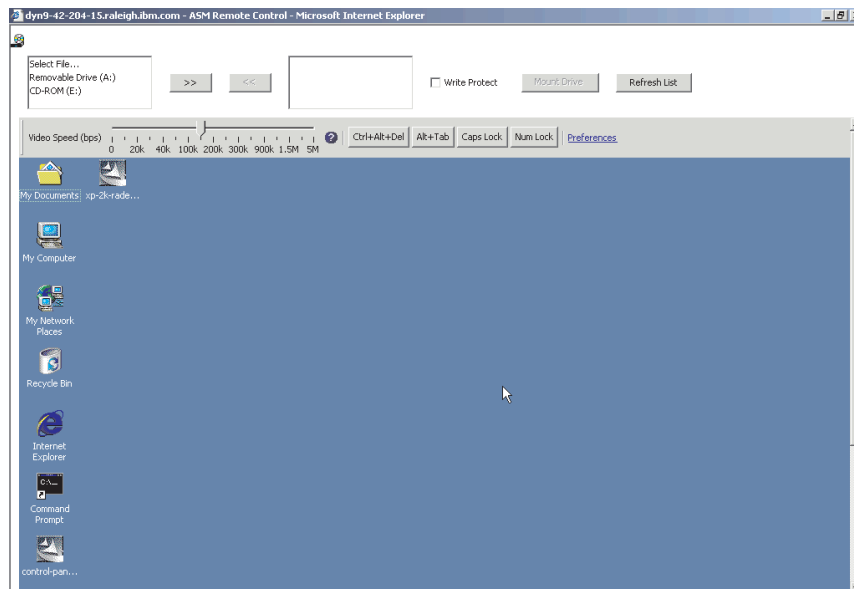 dyn9-42-204-15.raleigh.ibm.com - ASM Remote Control - Microsoft Internet Explorer
Select File...
Removable Drive (A:)
CD-ROM (E:)
>>
<<
Write Protect
Mount Drive
Refresh List
Video Speed (bps)
0 20k 40k 100k 200k 300k 900k 1.5M 5M
?
Ctrl+Alt+Del
Alt+Tab
Caps Lock
Num Lock
Preferences
My Documents
xp-2k-rade...
My Computer
My Network
Places
Recycle Bin
Internet
Explorer
C:\_
Command
Prompt
control-pan...